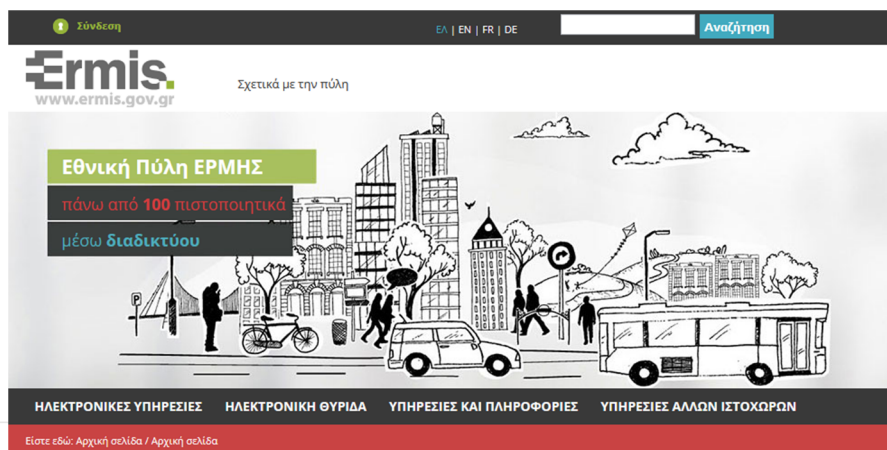 Σύνδεση
ΕΛ | EN | FR | DE
Αναζήτηση
Ermis.
www.ermis.gov.gr
Σχετικά με την πύλη
Εθνική Πύλη ΕΡΜΗΣ
πάνω από 100 πιστοποιητικά
μέσω διαδικτύου
P
ΗΛΕΚΤΡΟΝΙΚΕΣ ΥΠΗΡΕΣΙΕΣ ΗΛΕΚΤΡΟΝΙΚΗ ΘΥΡΙΔΑ ΥΠΗΡΕΣΙΕΣ ΚΑΙ ΠΛΗΡΟΦΟΡΙΕΣ ΥΠΗΡΕΣΙΕΣ ΑΛΛΩΝ ΙΣΤΟΧΩΡΩΝ
Είστε εδώ: Αρχική σελίδα / Αρχική σελίδα